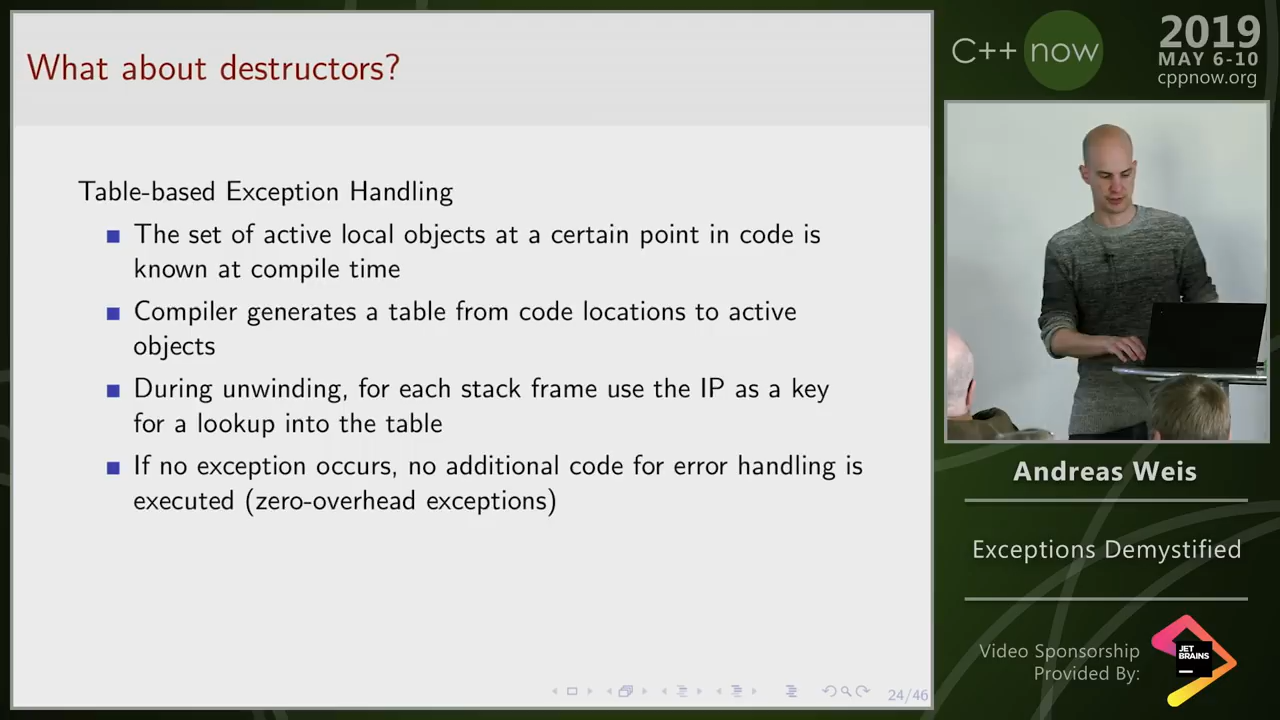 What about destructors?
Table-based Exception Handling
The set of active local objects at a certain point in code is
known at compile time
Compiler generates a table from code locations to active
objects
During unwinding, for each stack frame use the IP as a key
for a lookup into the table
If no exception occurs, no additional code for error handling is
executed (zero-overhead exceptions)
24/46
C++ now
2019
MAY 6-10
cppnow.org
Andreas Weis
Exceptions Demystified
Video Sponsorship
Provided By:
JET
BRAINS